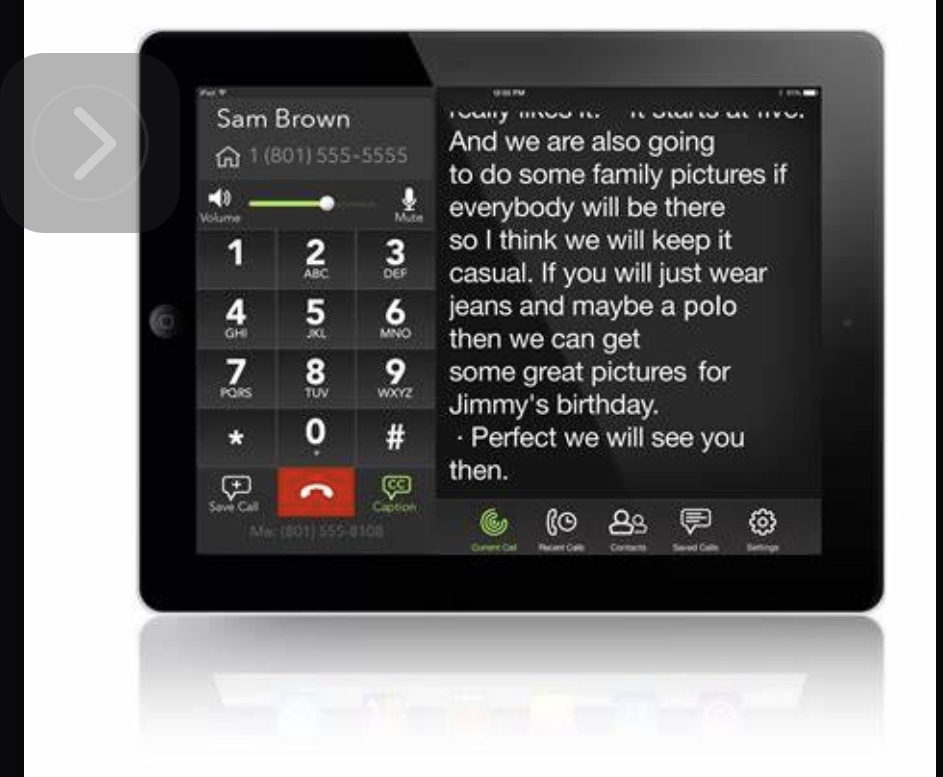 iPad
12:00 PM
Sam Brown
1 (801) 555-5555
Volume
Mute
1
2
ABC
3
DEF
4
GHI
5
JKL
6
MNO
7
PQRS
8
TUV
9
WXYZ
*
0
+
#
Save Call
CC
Caption
Me: (801) 555-8108
really likes it. It starts at five.
And we are also going
to do some family pictures if
everybody will be there
so I think we will keep it
casual. If you will just wear
jeans and maybe a polo
then we can get
some great pictures for
Jimmy's birthday.
· Perfect we will see you
then.
Current Call
Recent Calls
Contacts
Saved Calls
Settings